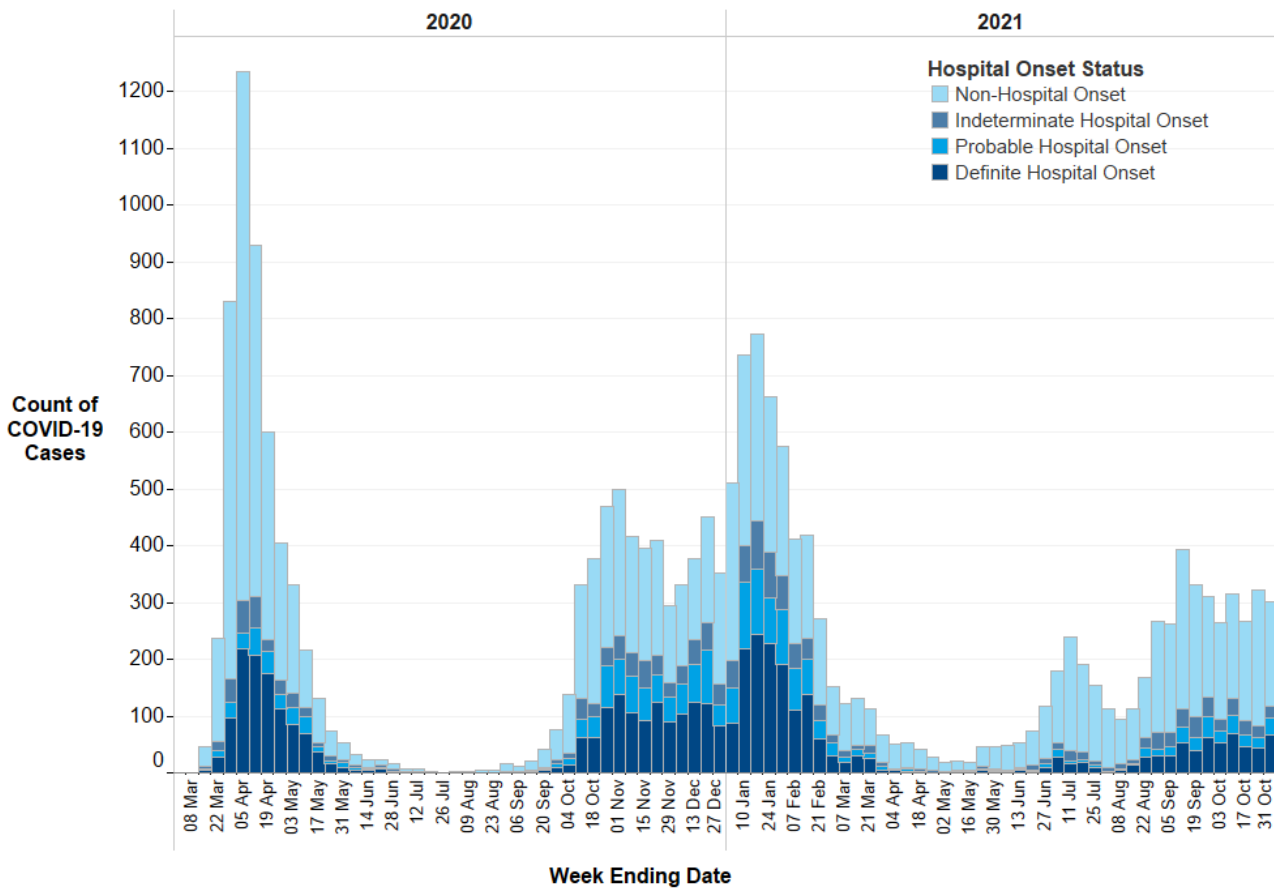 2020 2021
Hospital Onset Status
Non-Hospital Onset
Indeterminate Hospital Onset
Probable Hospital Onset
Definite Hospital Onset
1200
1100
1000
900
800
700
600
500
400
300
200
100
0
Count of
COVID-19
Cases
08 Mar
22 Mar
05 Apr
19 Apr
03 May
17 May
31 May
14 Jun
28 Jun
12 Jul
26 Jul
09 Aug
23 Aug
06 Sep
20 Sep
04 Oct
18 Oct
01 Nov
15 Nov
29 Nov
13 Dec
27 Dec
10 Jan
24 Jan
07 Feb
21 Feb
07 Mar
21 Mar
04 Apr
18 Apr
02 May
16 May
30 May
13 Jun
27 Jun
11 Jul
25 Jul
08 Aug
22 Aug
05 Sep
19 Sep
03 Oct
17 Oct
31 Oct
Week Ending Date